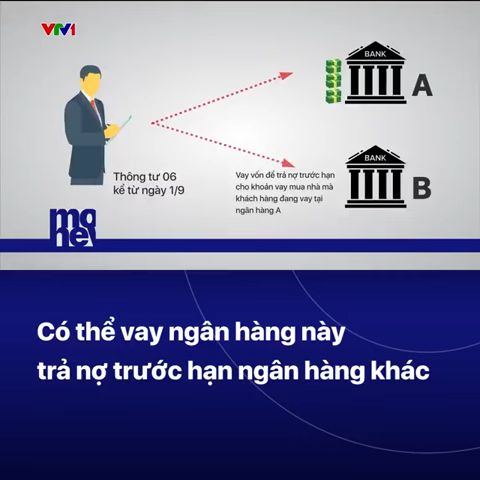 VTV1
BANK
A
Thông tư 06
kể từ ngày 1/9
Vay vốn để trả nợ trước hạn
cho khoản vay mua nhà mà
khách hàng đang vay tại
ngân hàng A
BANK
B
money
Có thể vay ngân hàng này
trả nợ trước hạn ngân hàng khác